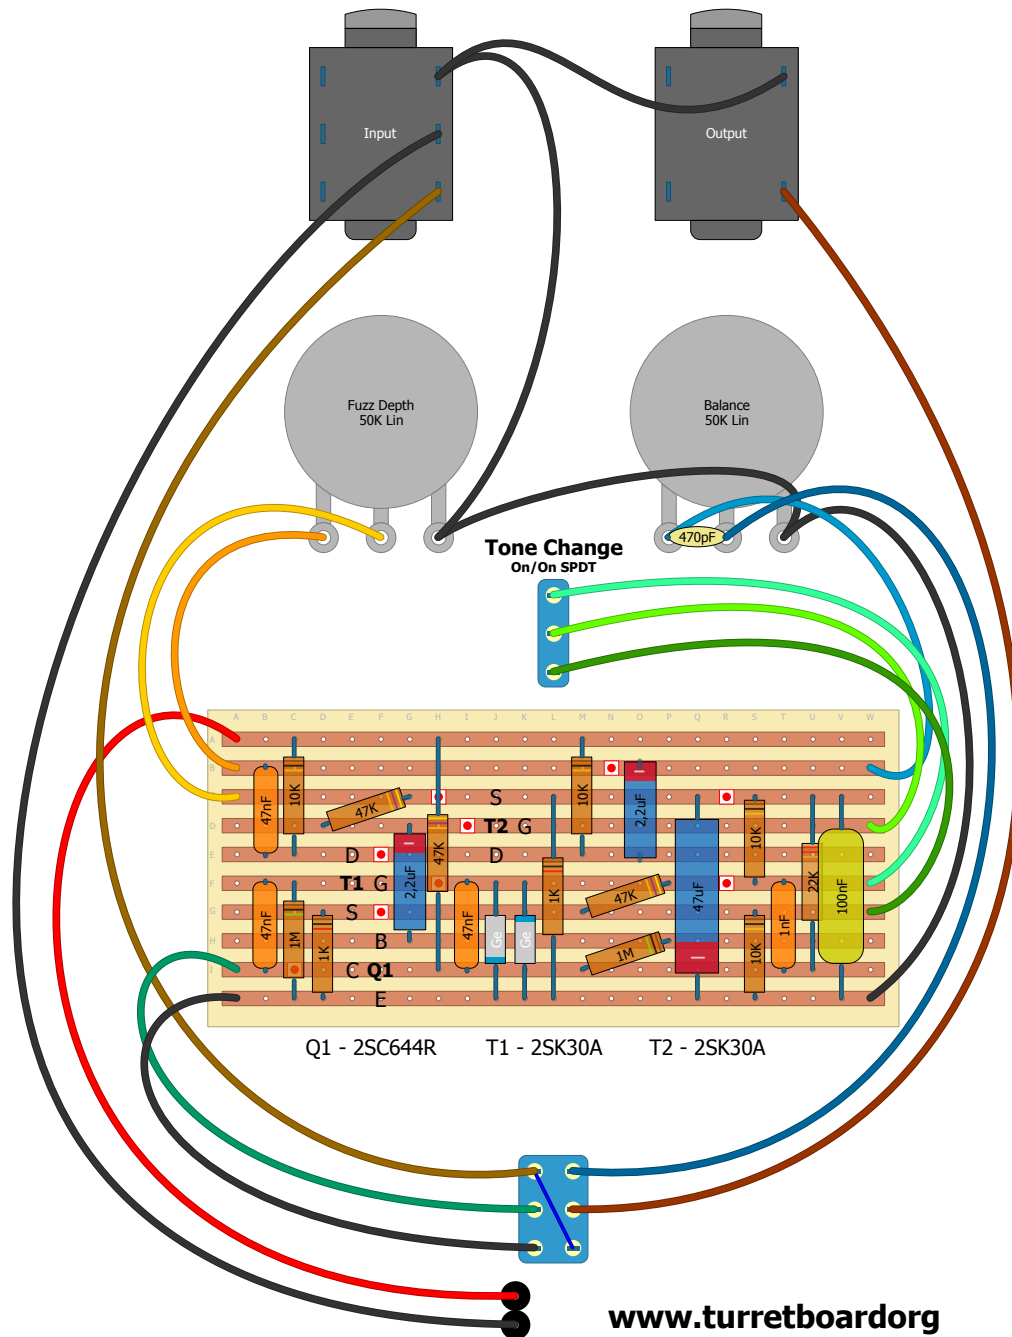 Input
Output
Fuzz Depth
50K Lin
Balance
50K Lin
470pF
Tone Change
On/On SPDT
A B C D E F G H I J K L M N O P Q R S T U V W
A
B
C
D
E
F
G
H
I
J
47nF
10K
47K
S
10K
2,2uF
T2 G
D
D
T1 G
S
B
C Q1
E
2,2uF
47K
47uF
10K
22K
100nF
1K
47K
47nF
1M
1K
47nF
Ge
Ge
1M
10K
1nF
Q1 - 2SC644R
T1 - 2SK30A
T2 - 2SK30A
www.turretboardorg